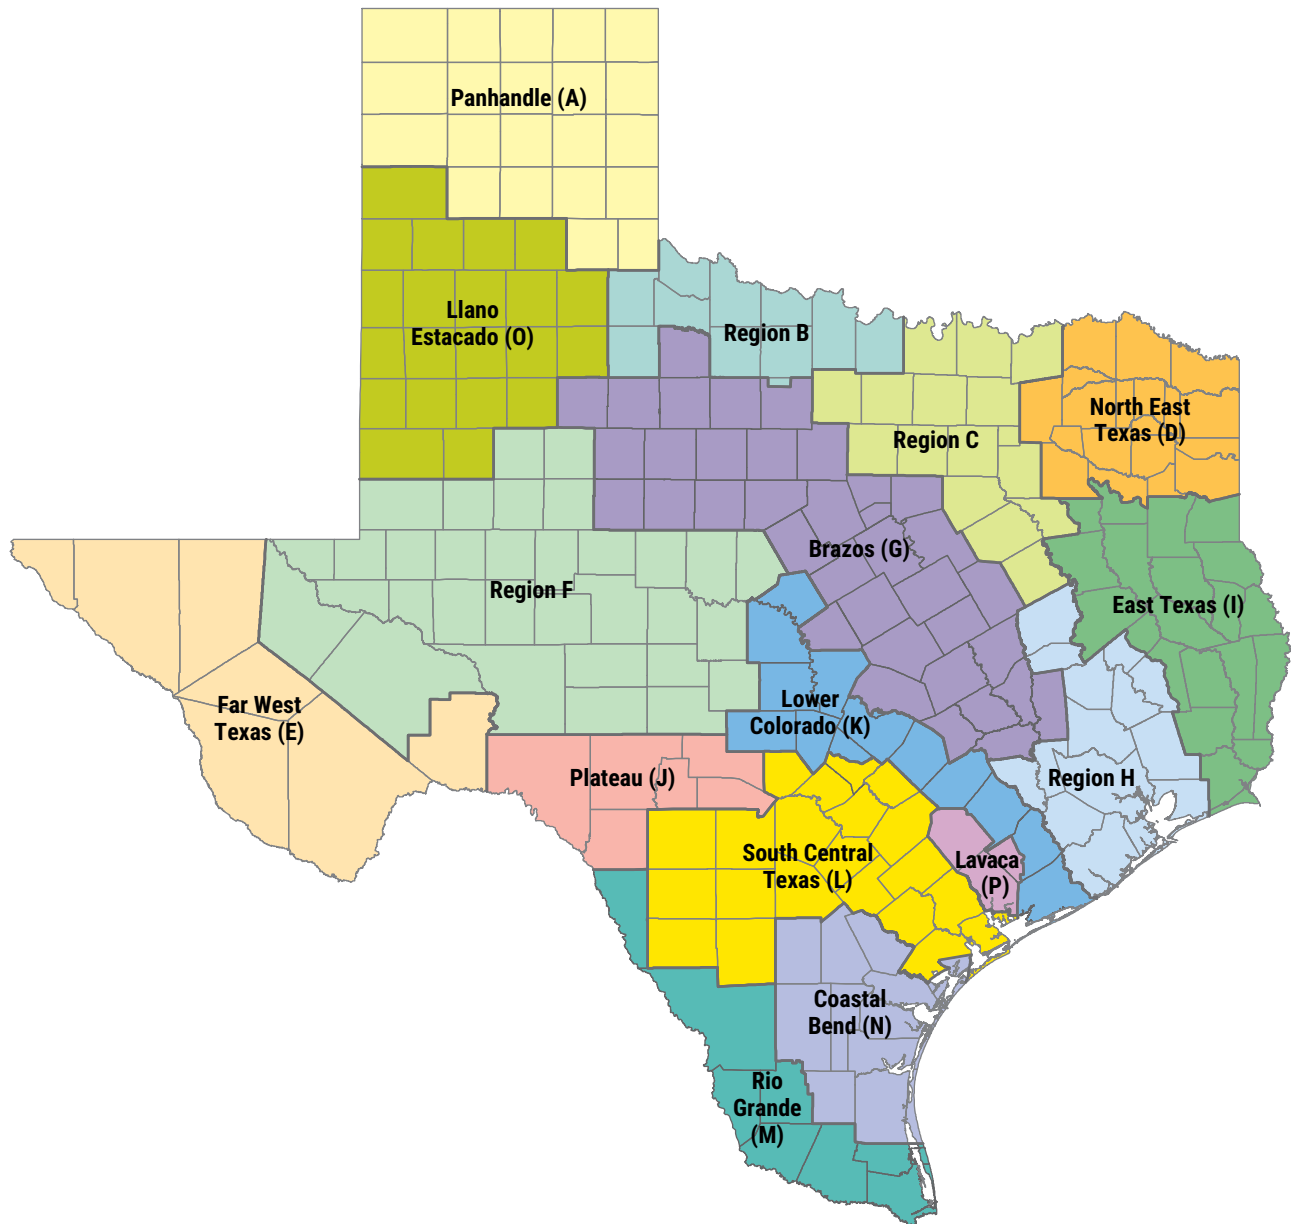 Panhandle (A)
Llano
Estacado (O)
Region B
Region C
North East
Texas (D)
Brazos (G)
Region F
East Texas (I)
Far West
Texas (E)
Lower
Colorado (K)
Plateau (J)
Region H
South Central
Texas (L)
Lavaca
(P)
Coastal
Bend (N)
Rio
Grande
(M)